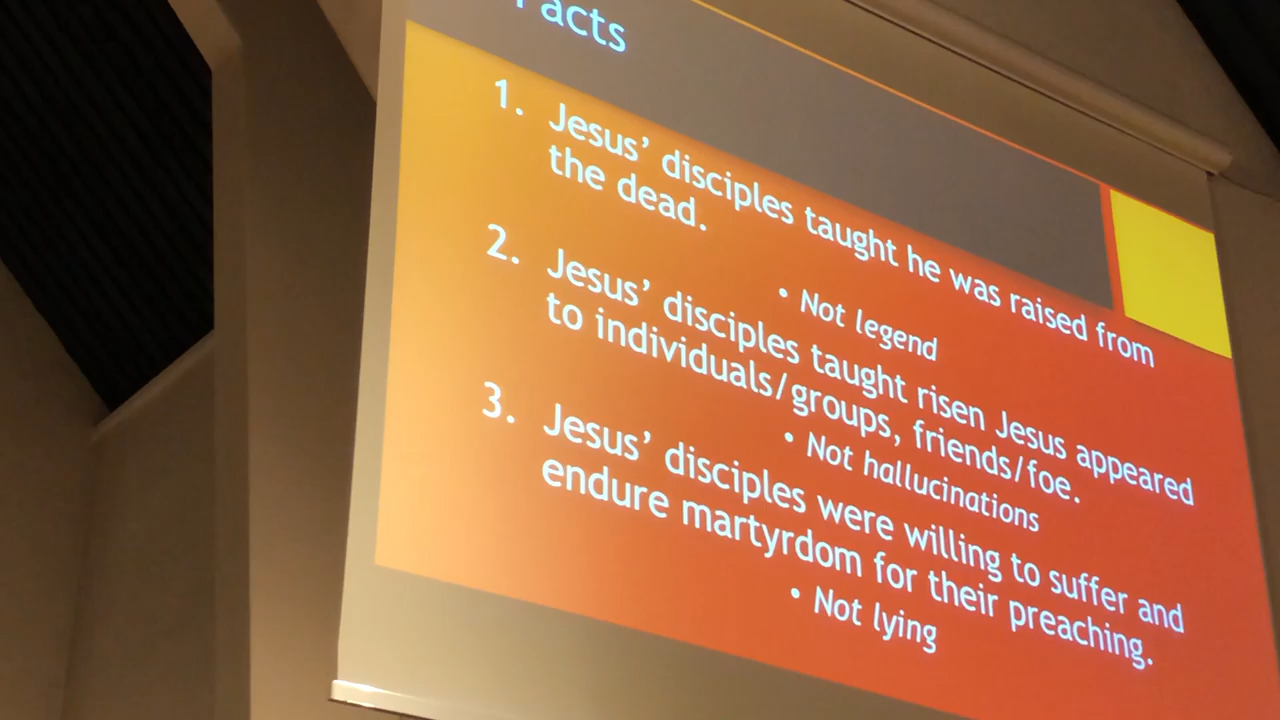 Facts
1. Jesus' disciples taught he was raised from
the dead.
• Not legend
2. Jesus' disciples taught risen Jesus appeared
to individuals/groups, friends/foe.
• Not hallucinations
3. Jesus' disciples were willing to suffer and
endure martyrdom for their preaching.
• Not lying